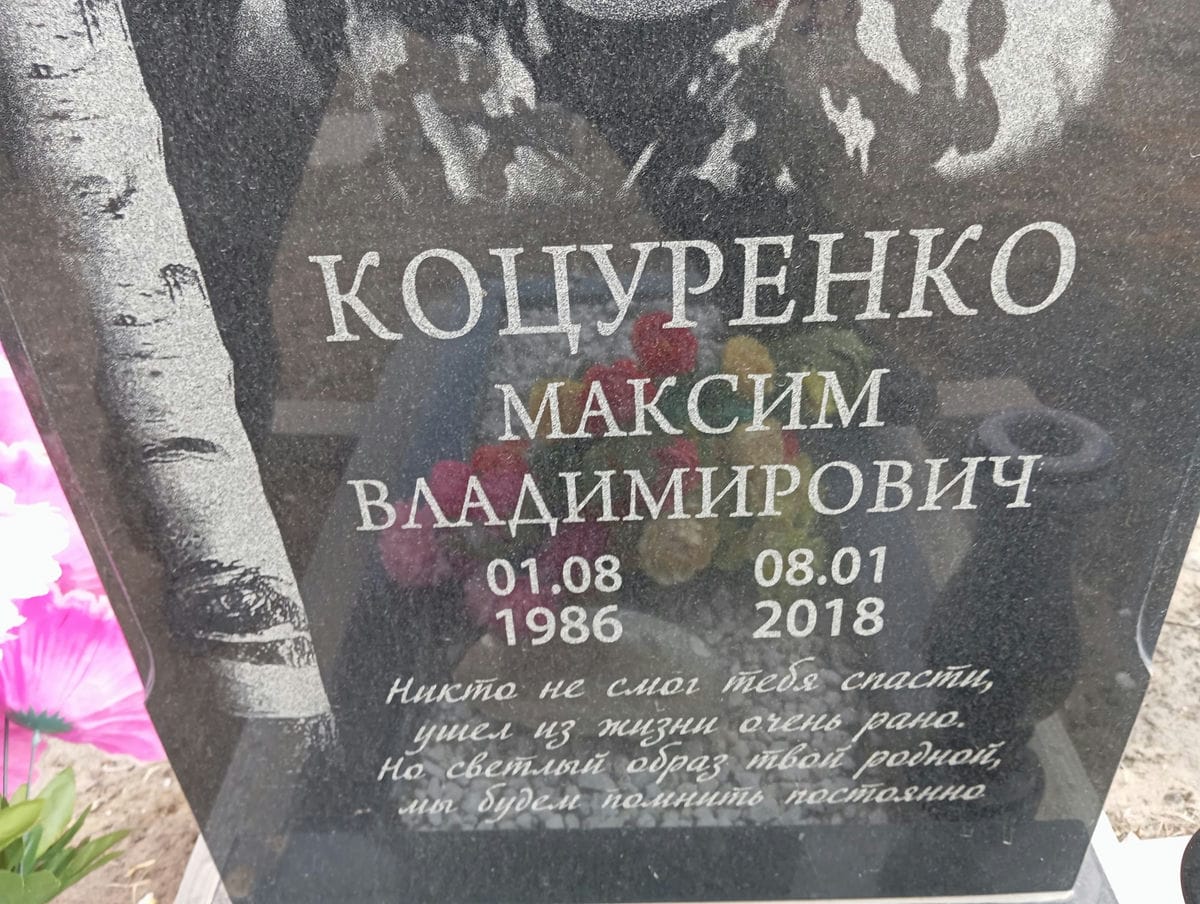 КОЦУРЕНКО
МАКСИМ
ВЛАДИМИРОВИЧ
01.08 08.01
1986 2018
Никто не смог тебя спасти,
ушел из жизни очень рано.
Но светлый образ твой родной,
мы будем помнить постоянно